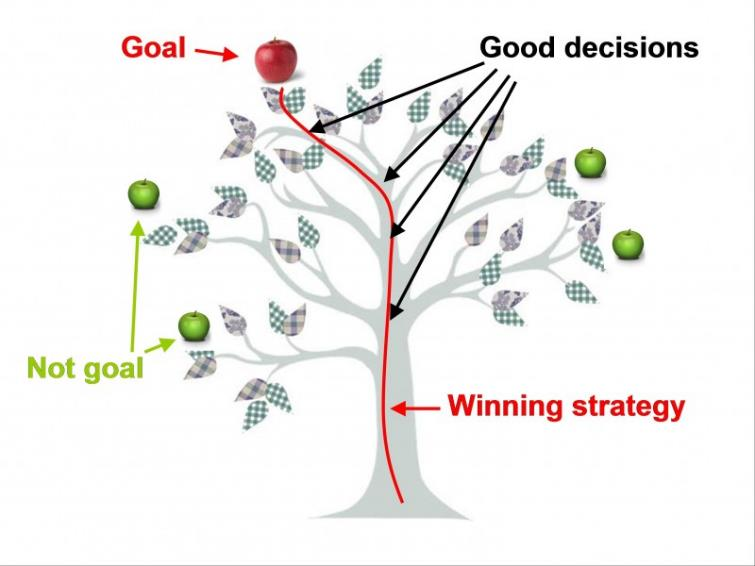 Goal
Good decisions
Not goal
Winning strategy